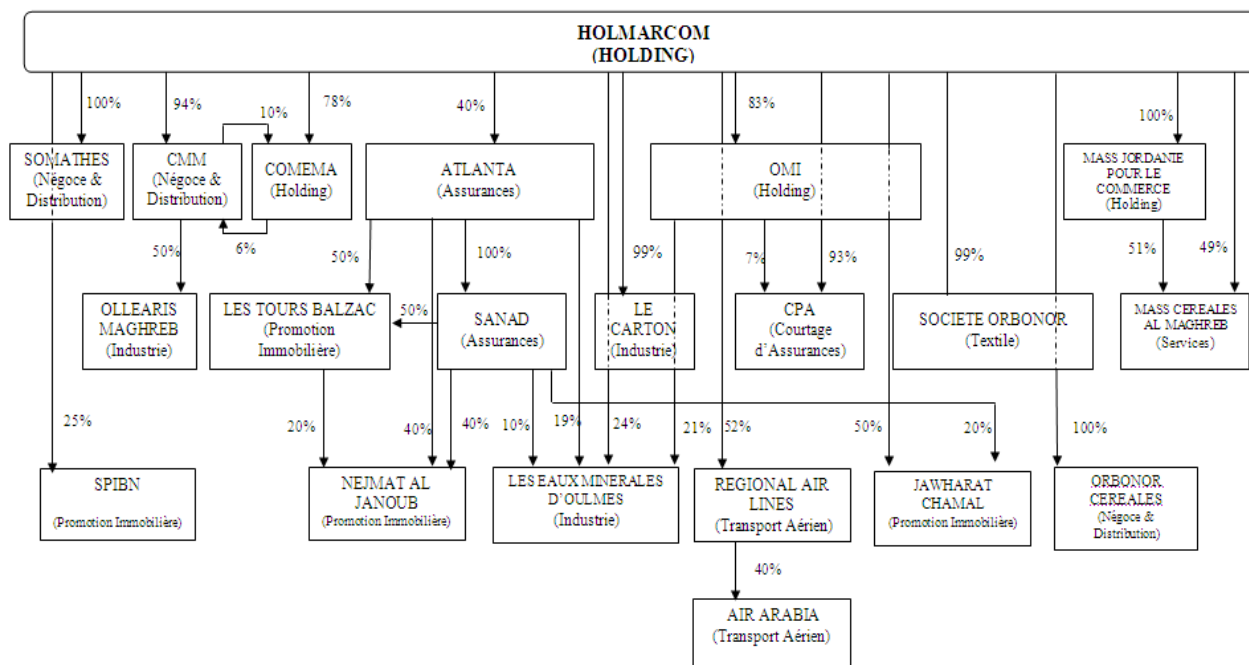 HOLMARCOM
(HOLDING)
100%
94%
10%
78%
40%
83%
100%
SOMATHES
(Négoce &
Distribution)
CMM
(Négoce &
Distribution)
COMEMA
(Holding)
ATLANTA
(Assurances)
OMI
(Holding)
MASS JORDANIE
POUR LE
COMMERCE
(Holding)
50%
6%
50%
100%
99%
7%
93%
99%
51%
49%
OLLEARIS
MAGHREB
(Industrie)
LES TOURS BALZAC
(Promotion
Immobilière)
50%
SANAD
(Assurances)
LE
CARTON
(Industrie)
CPA
(Courtage
d’Assurances)
SOCIETE ORBONOR
(Textile)
MASS CEREALES
AL MAGHREB
(Services)
25%
20%
40%
40%
10%
19%
24%
21%
52%
50%
20%
100%
SPIBN
(Promotion Immobilière)
NEJMAT AL
JANOUB
(Promotion Immobilière)
LES EAUX MINERALES
D’OULMES
(Industrie)
REGIONAL AIR
LINES
(Transport Aérien)
JAWHARAT
CHAMAL
(Promotion Immobilière)
ORBONOR
CEREALES
(Négoce &
Distribution)
40%
AIR ARABIA
(Transport Aérien)